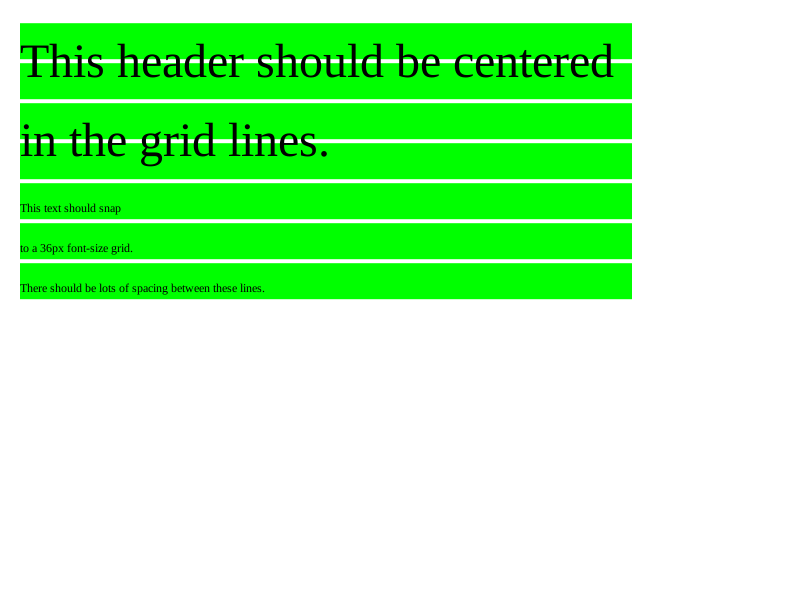 This header should be centered
in the grid lines.
This text should snap
to a 36px font-size grid.
There should be lots of spacing between these lines.